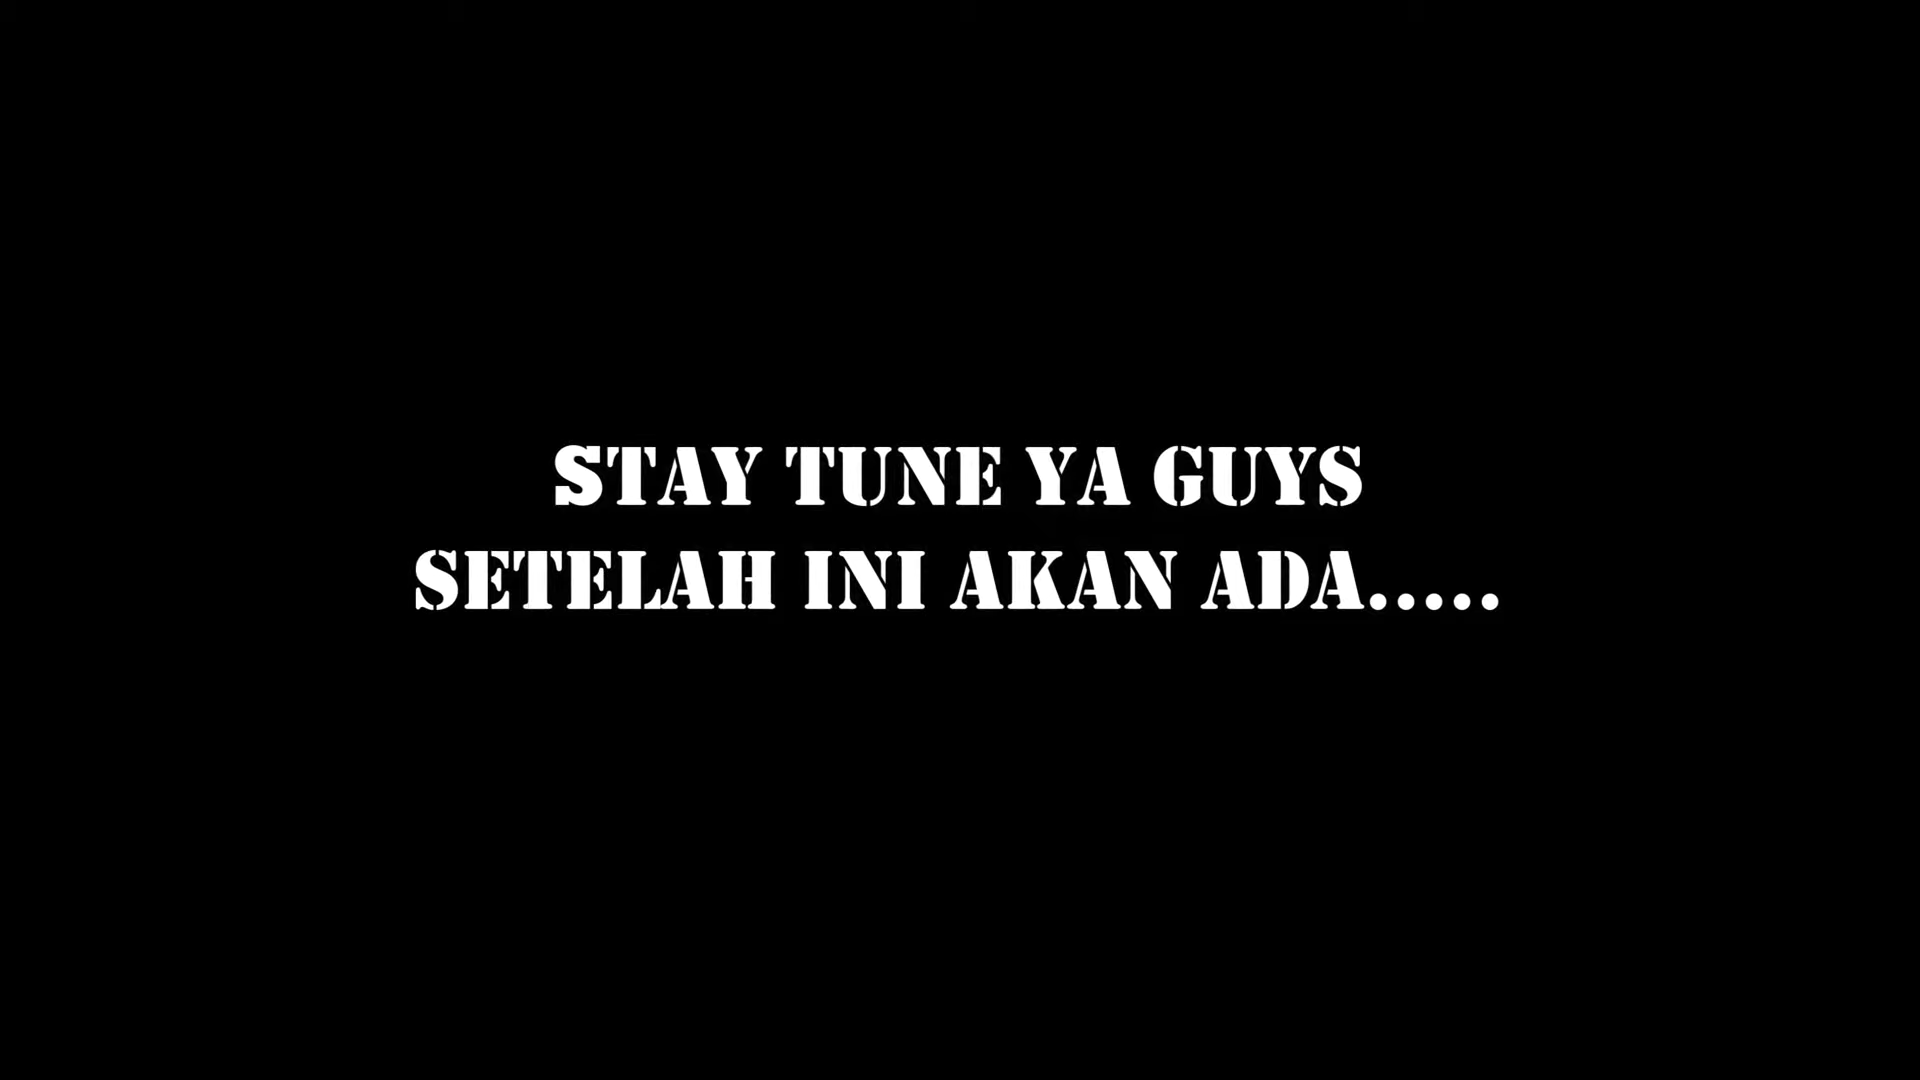 STAY TUNE YA GUYS
SETELAH INI AKAN ADA.....